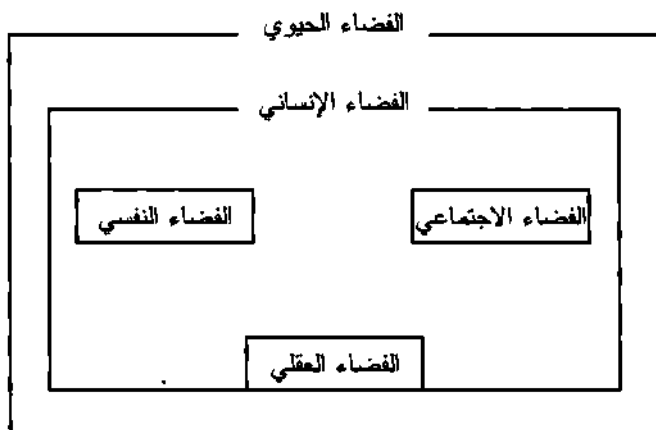 الفضاء الحيوي
الفضاء الإنساني
الفضاء الاجتماعي
الفضاء النفسي
الفضاء العقلي